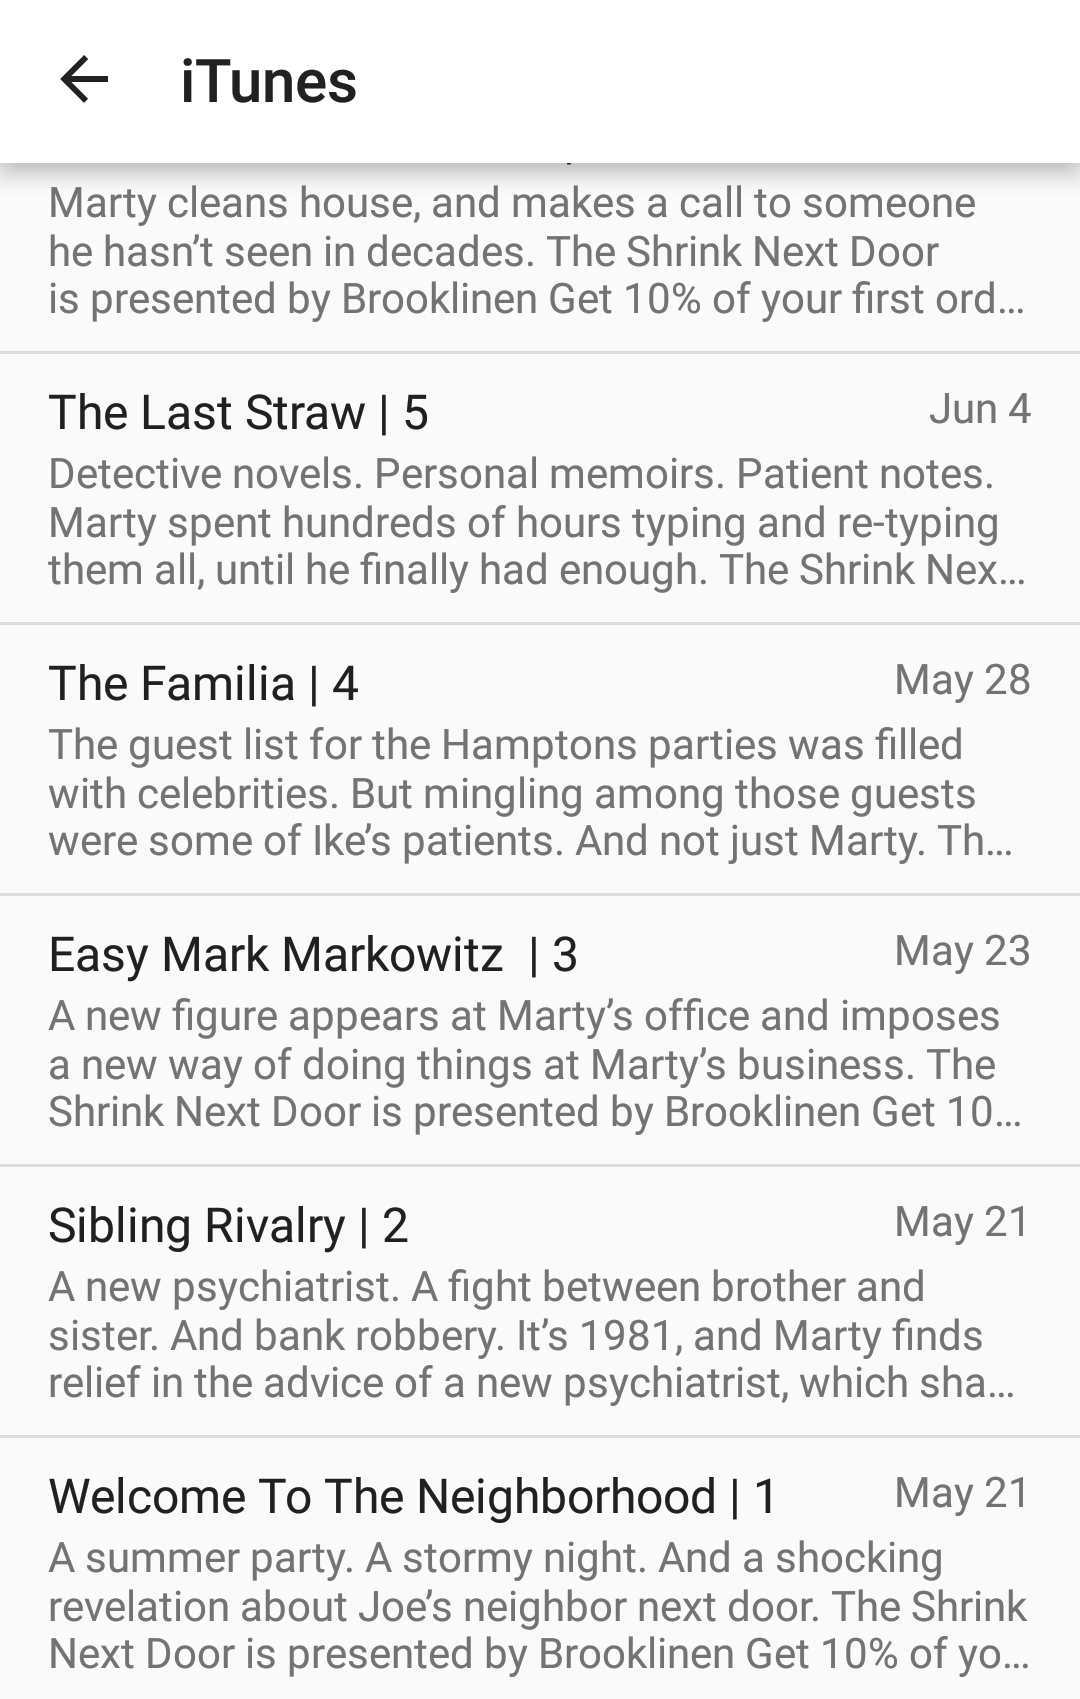 iTunes
Marty cleans house, and makes a call to someone
he hasn’t seen in decades. The Shrink Next Door
is presented by Brooklinen Get 10% of your first ord…
The Last Straw | 5
Jun 4
Detective novels. Personal memoirs. Patient notes.
Marty spent hundreds of hours typing and re-typing
them all, until he finally had enough. The Shrink Nex…
The Familia | 4
May 28
The guest list for the Hamptons parties was filled
with celebrities. But mingling among those guests
were some of Ike’s patients. And not just Marty. Th…
Easy Mark Markowitz  | 3
May 23
A new figure appears at Marty’s office and imposes
a new way of doing things at Marty’s business. The
Shrink Next Door is presented by Brooklinen Get 10…
Sibling Rivalry | 2
May 21
A new psychiatrist. A fight between brother and
sister. And bank robbery. It’s 1981, and Marty finds
relief in the advice of a new psychiatrist, which sha…
Welcome To The Neighborhood | 1
May 21
A summer party. A stormy night. And a shocking
revelation about Joe’s neighbor next door. The Shrink
Next Door is presented by Brooklinen Get 10% of yo…